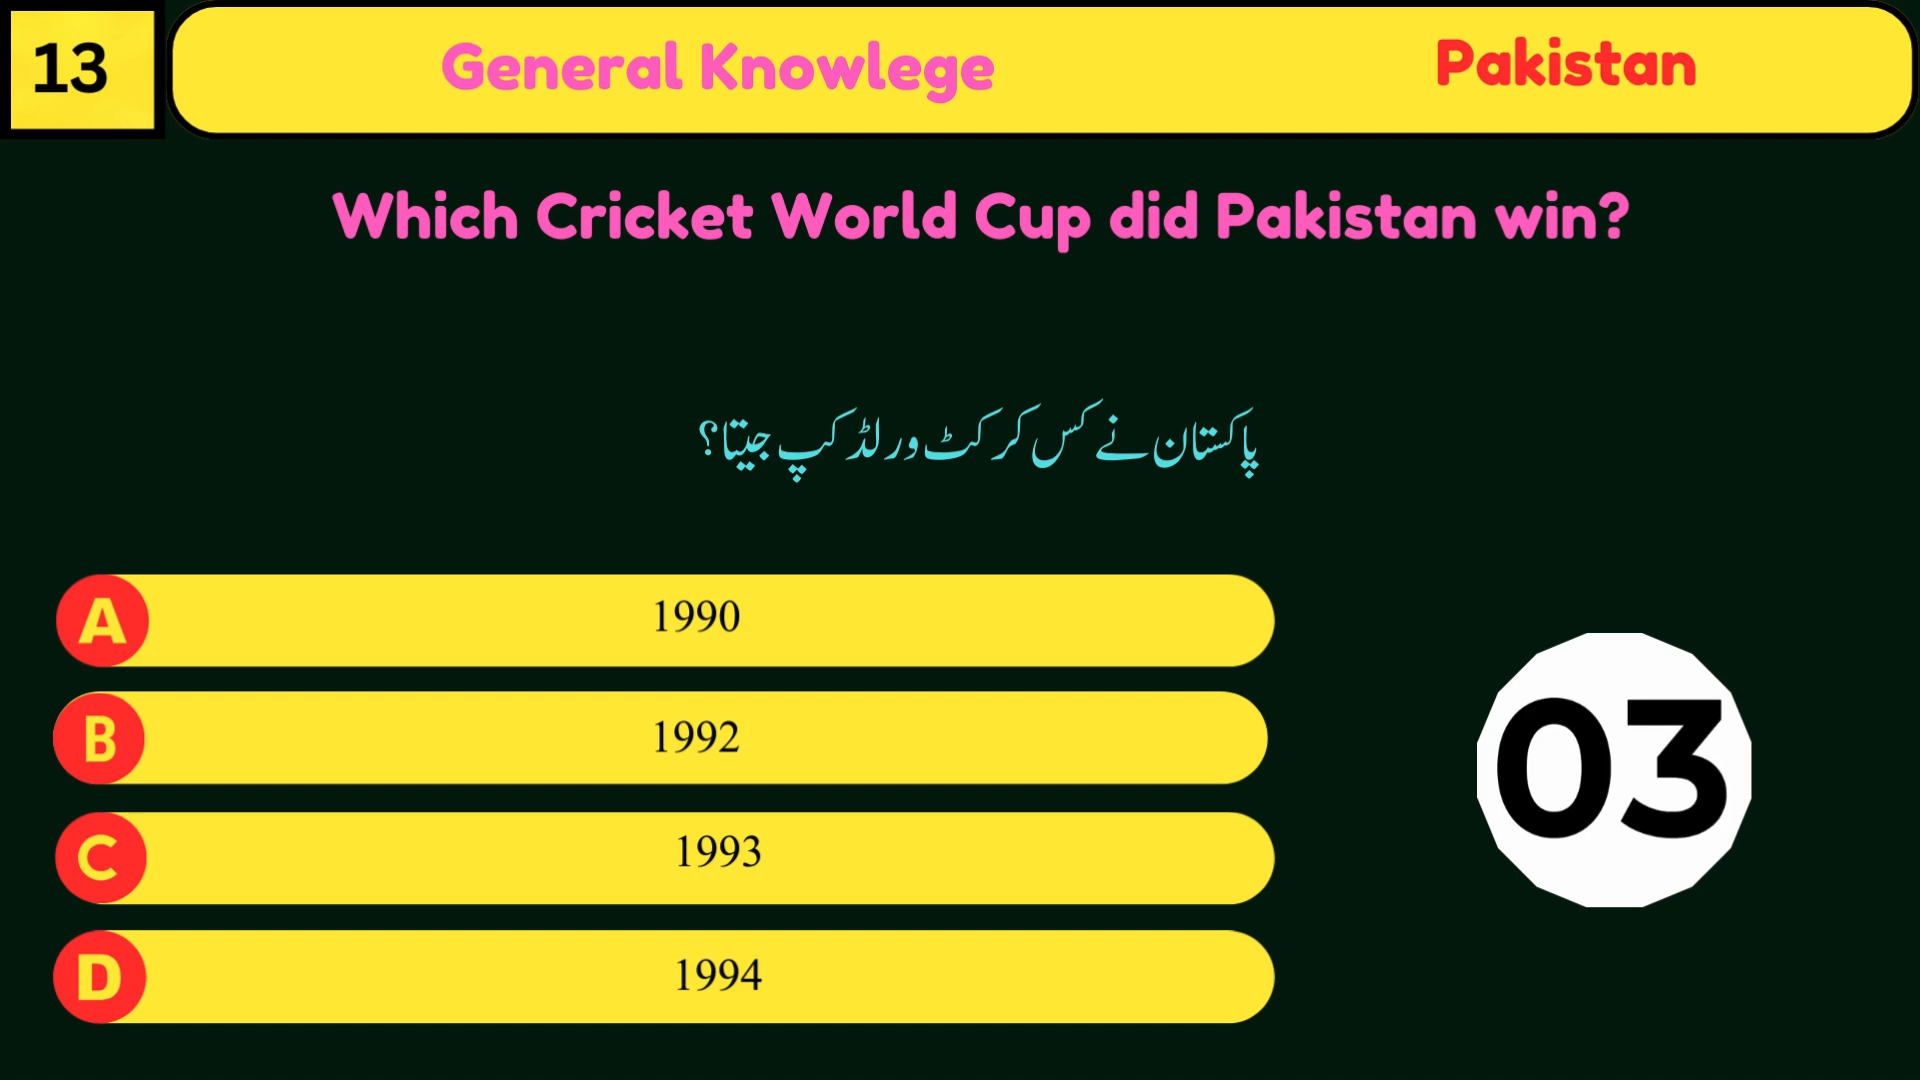 13
General Knowlege
Pakistan
Which Cricket World Cup did Pakistan win?
پاکستان نے کس کرکٹ ورلڈ کپ جیتا؟
A 1990
B 1992
03
C 1993
D 1994